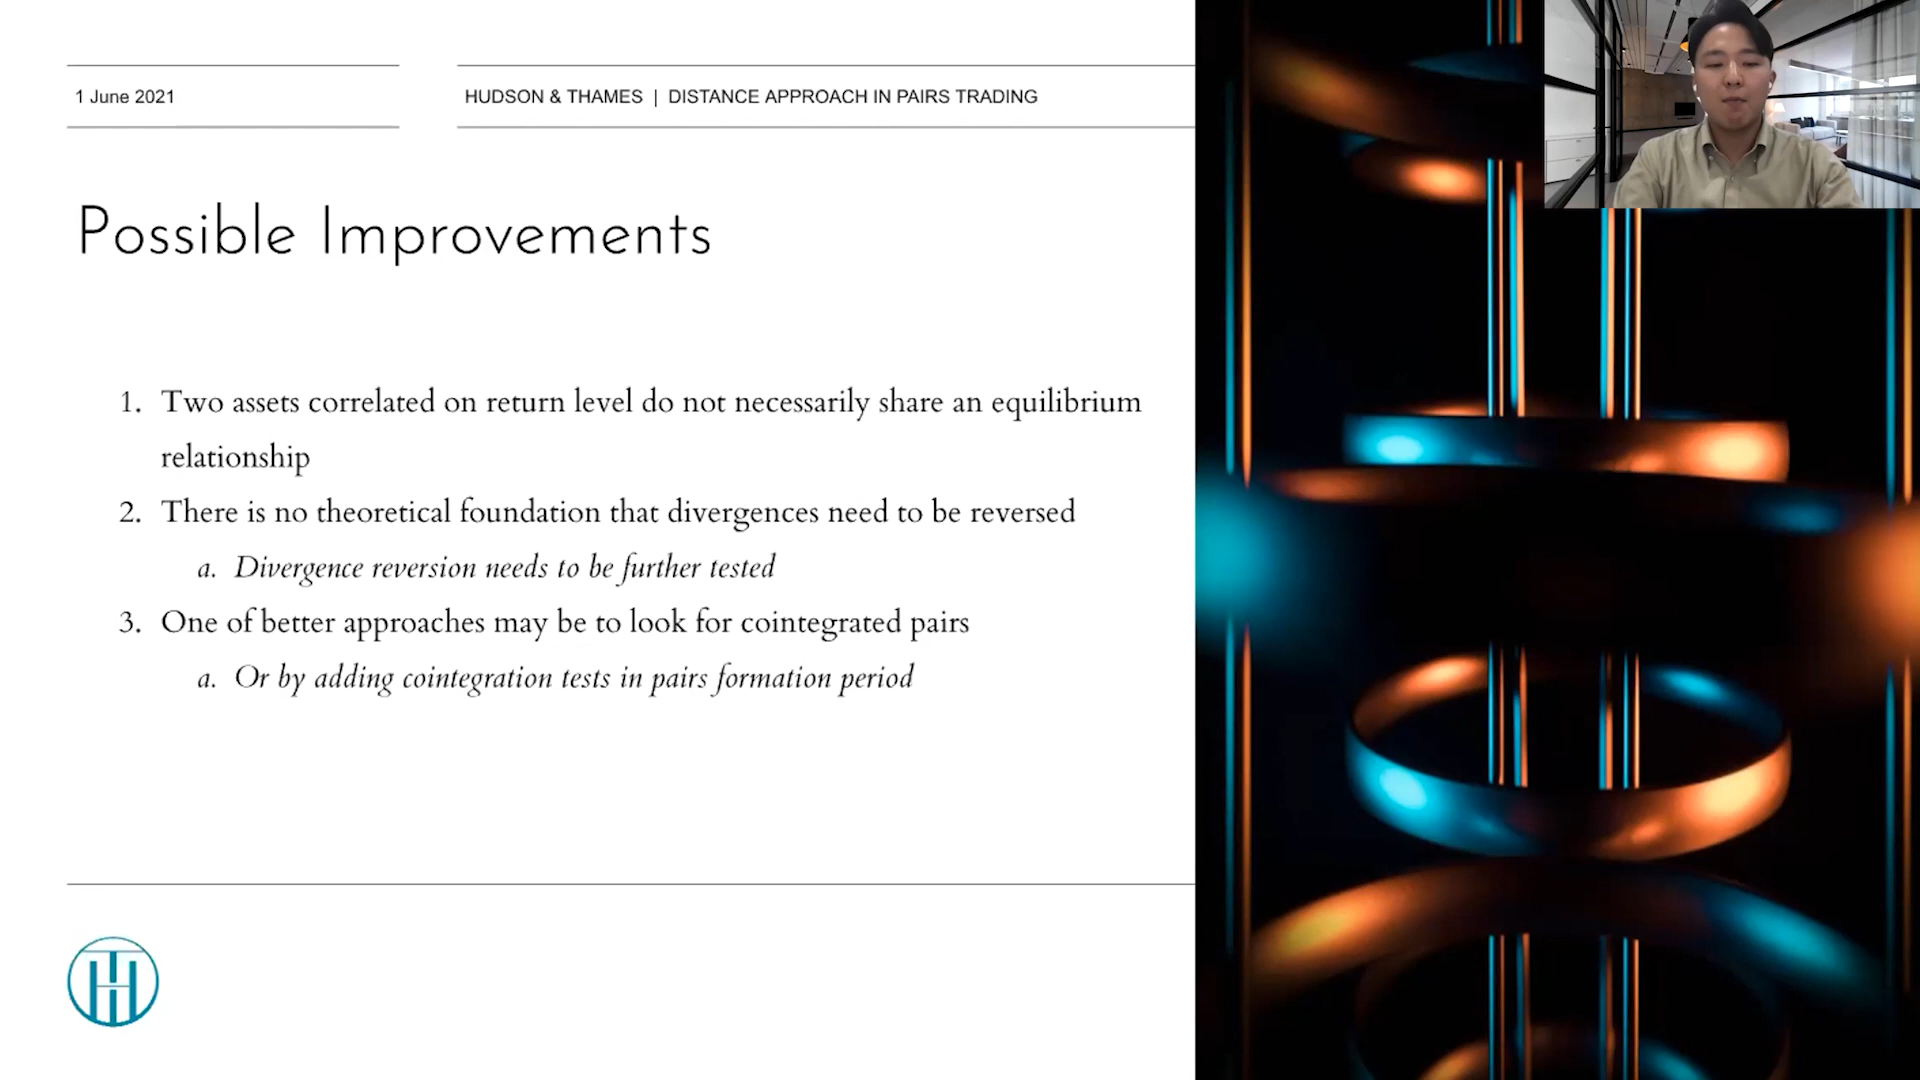 1 June 2021
HUDSON & THAMES | DISTANCE APPROACH IN PAIRS TRADING
Possible Improvements
1. Two assets correlated on return level do not necessarily share an equilibrium
relationship
2. There is no theoretical foundation that divergences need to be reversed
a. Divergence reversion needs to be further tested
3. One of better approaches may be to look for cointegrated pairs
a. Or by adding cointegration tests in pairs formation period